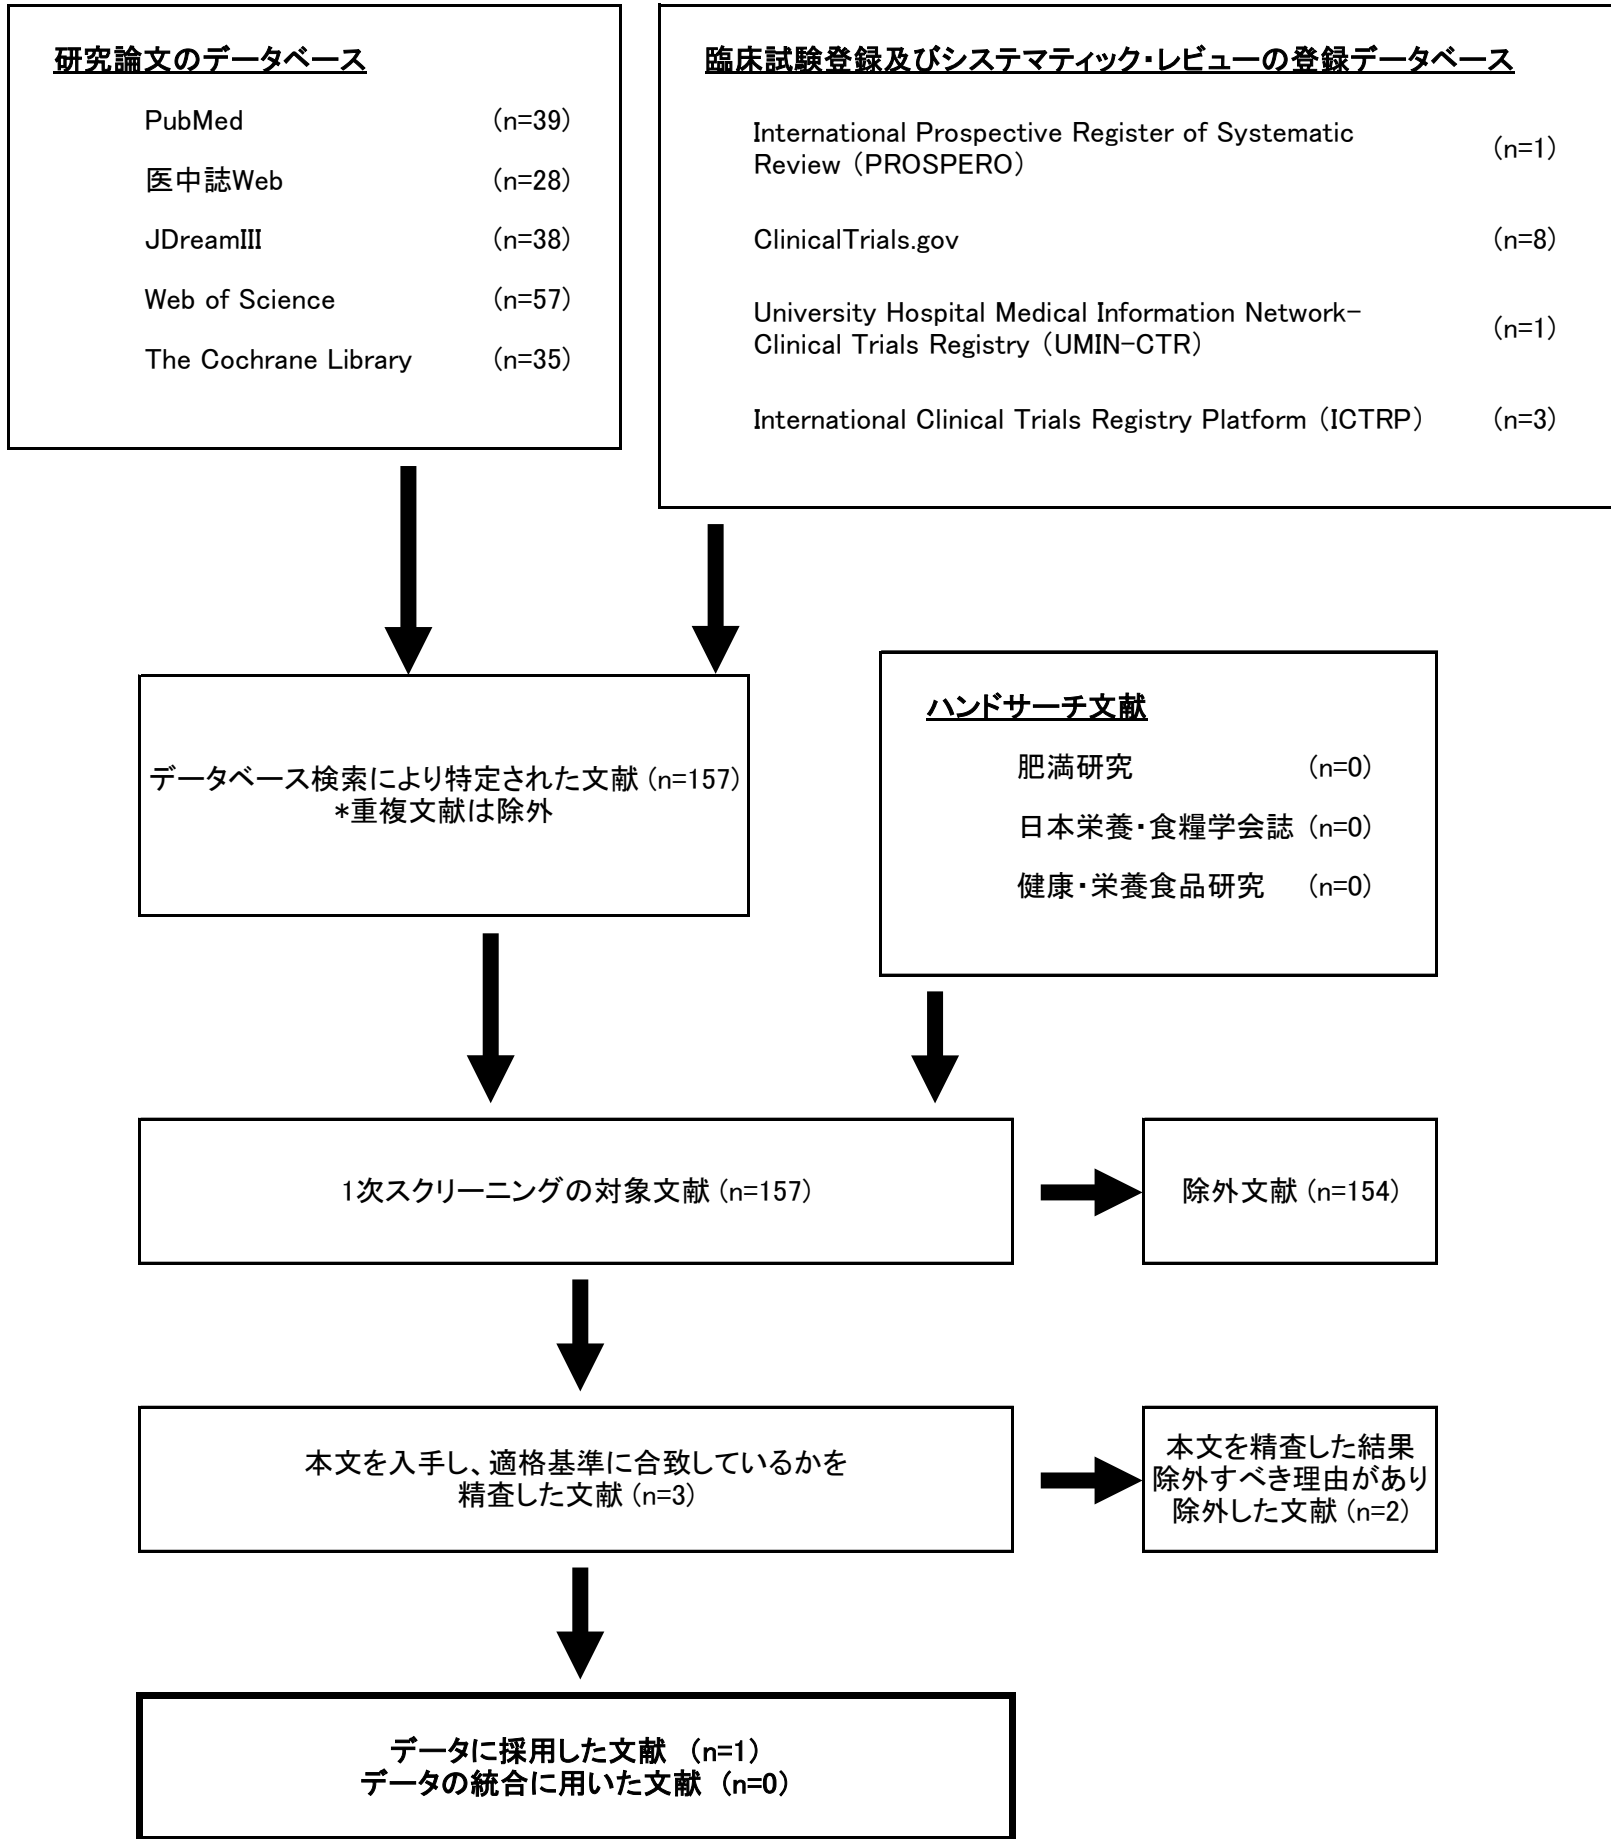 研究論文のデータベース
PubMed (n=39)
医中誌Web (n=28)
JDreamIII (n=38)
Web of Science (n=57)
The Cochrane Library (n=35)
臨床試験登録及びシステマティック・レビューの登録データベース
International Prospective Register of Systematic
Review (PROSPERO) (n=1)
ClinicalTrials.gov (n=8)
University Hospital Medical Information Network-
Clinical Trials Registry (UMIN-CTR) (n=1)
International Clinical Trials Registry Platform (ICTRP) (n=3)
データベース検索により特定された文献 (n=157)
*重複文献は除外
ハンドサーチ文献
肥満研究 (n=0)
日本栄養・食糧学会誌 (n=0)
健康・栄養食品研究 (n=0)
1次スクリーニングの対象文献 (n=157)
除外文献 (n=154)
本文を入手し、適格基準に合致しているかを
精査した文献 (n=3)
本文を精査した結果
除外すべき理由があり
除外した文献 (n=2)
データに採用した文献 (n=1)
データの統合に用いた文献 (n=0)